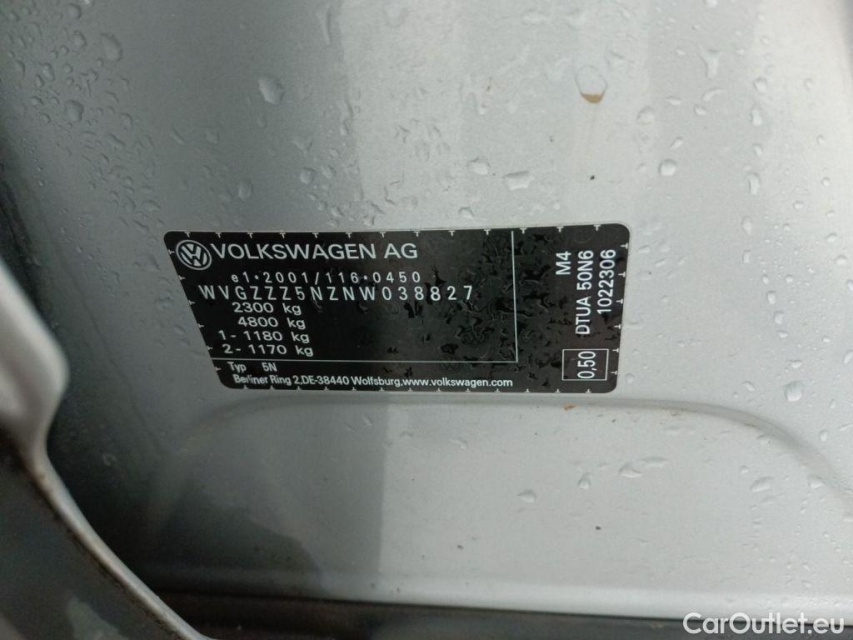 VOLKSWAGEN AG
e1*2001/116*0450
WVGZZZ5NZNW038827
2300 kg
4800 kg
1- 1180 kg
2- 1170 kg
Typ 5N
Berliner Ring 2,DE-38440 Wolfsburg,www.volkswagen.com
M4
DTUA 50N6
1022306
0,50
CarOutlet.eu